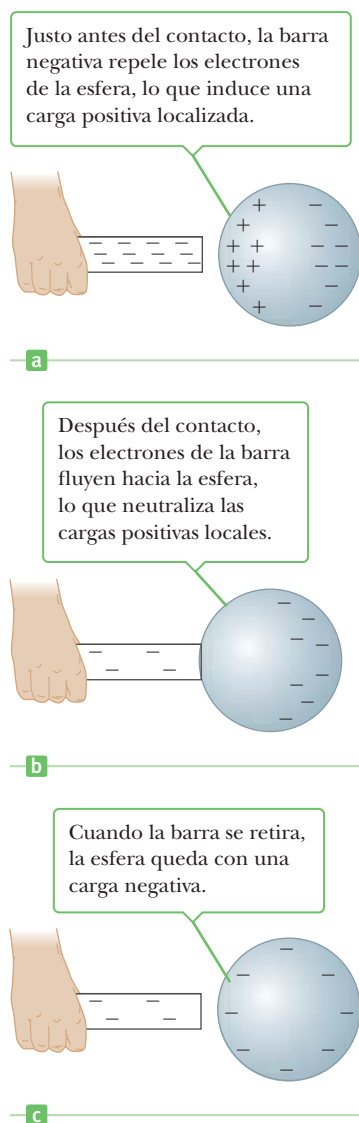 Justo antes del contacto, la barra
negativa repele los electrones
de la esfera, lo que induce una
carga positiva localizada.
a
Después del contacto,
los electrones de la barra
fluyen hacia la esfera,
lo que neutraliza las
cargas positivas locales.
b
Cuando la barra se retira,
la esfera queda con una
carga negativa.
c